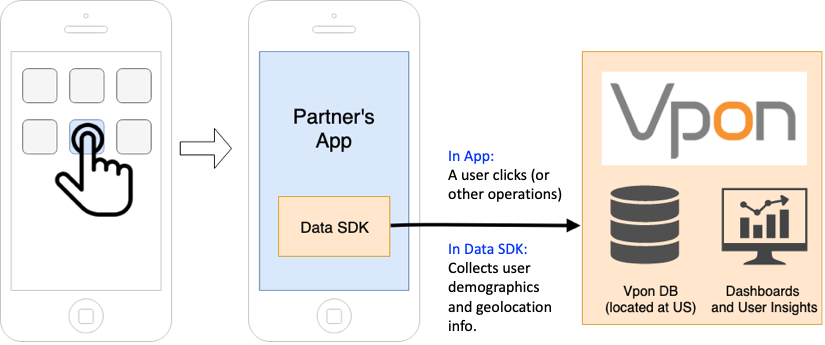 Partner's
App
Data SDK
In App:
A user clicks (or
other operations)
In Data SDK:
Collects user
demographics
and geolocation
info.
Vpon
Vpon DB
(located at US)
Dashboards
and User Insights